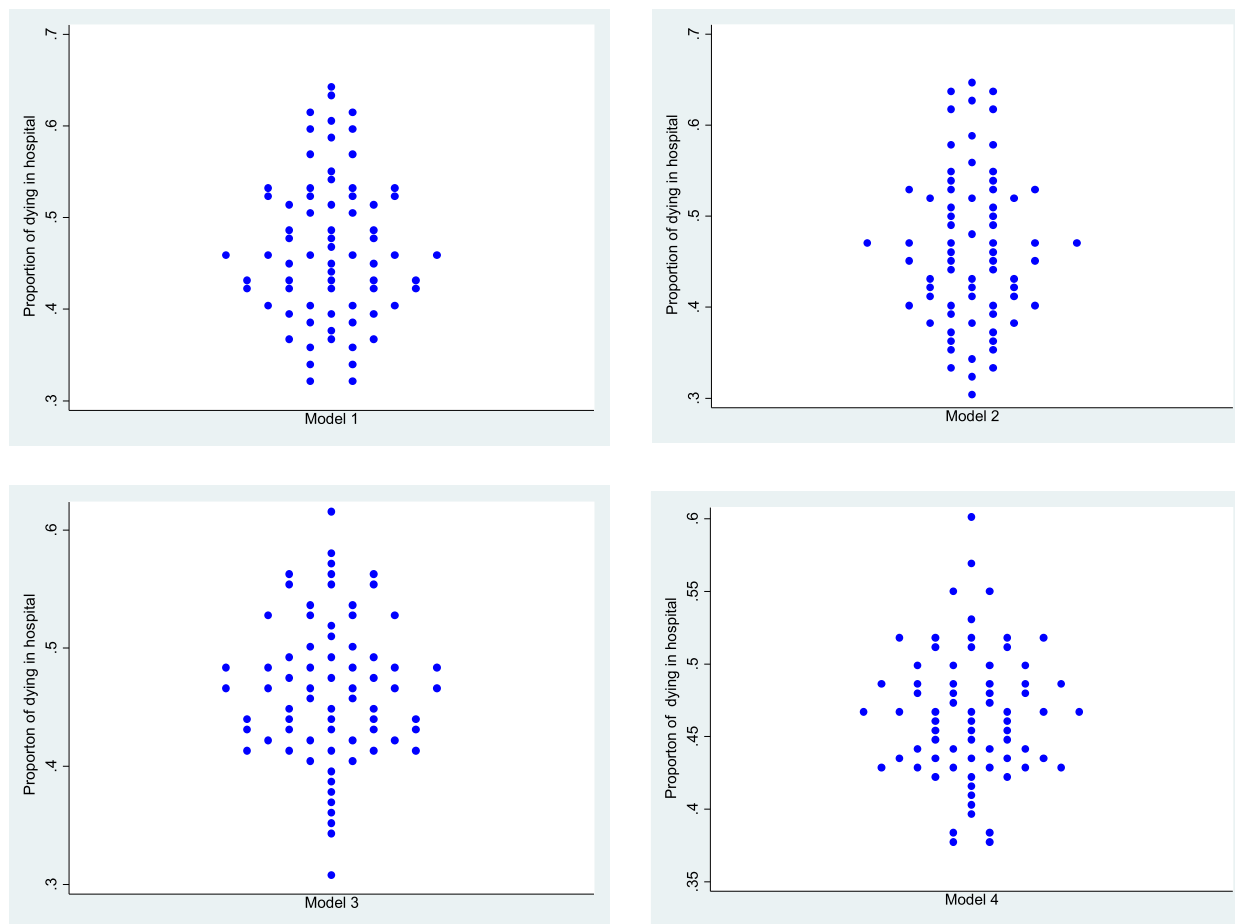 Proportion of dying in hospital
.7
.6
.5
.4
.3
Model 1
Proportion of dying in hospital
.7
.6
.5
.4
.3
Model 2
Proporton of dying in hospital
.6
.5
.4
.3
Model 3
Proporton of  dying in hospital
.6
.55
.5
.45
.4
.35
Model 4